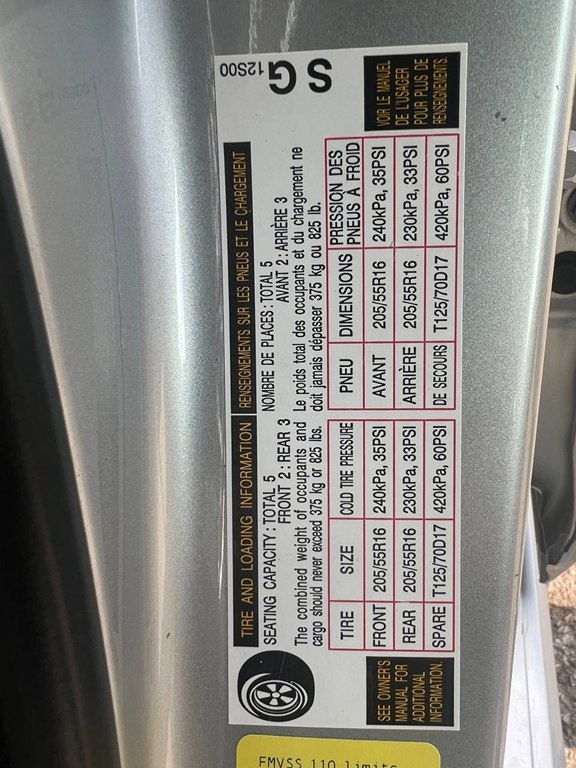 TIRE AND LOADING INFORMATION
SEATING CAPACITY: TOTAL 5
FRONT 2 : REAR 3
The combined weight of occupants and
cargo should never exceed 375 kg or 825 lbs.
TIRE SIZE COLD TIRE PRESSURE
FRONT 205/55R16 240kPa, 35PSI
REAR 205/55R16 230kPa, 33PSI
SPARE T125/70D17 420kPa, 60PSI
SEE OWNER'S
MANUAL FOR
ADDITIONAL
INFORMATION.
RENSEIGNEMENTS SUR LES PNEUS ET LE CHARGEMENT
NOMBRE DE PLACES : TOTAL 5
AVANT 2 : ARRIÈRE 3
Le poids total des occupants et du chargement ne
doit jamais dépasser 375 kg ou 825 lb.
PNEU DIMENSIONS PRESSION DES
PNEUS À FROID
AVANT 205/55R16 240kPa, 35PSI
ARRIÈRE 205/55R16 230kPa, 33PSI
DE SECOURS T125/70D17 420kPa, 60PSI
VOIR LE MANUEL
DE L'USAGER
POUR PLUS DE
RENSEIGNEMENTS.
12S00
S G
FMVSS 110 limits